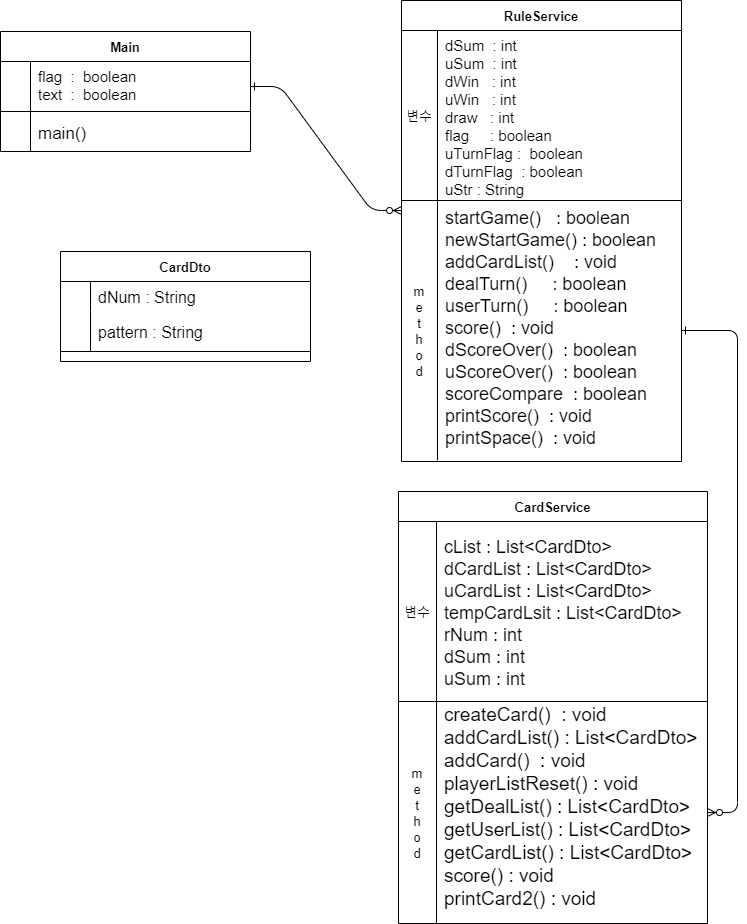 Main
flag : boolean
text : boolean
main()
RuleService
변수
dSum : int
uSum : int
dWin : int
uWin : int
draw : int
flag : boolean
uTurnFlag : boolean
dTurnFlag : boolean
uStr : String
method
startGame() : boolean
newStartGame() : boolean
addCardList() : void
dealTurn() : boolean
userTurn() : boolean
score() : void
dScoreOver() : boolean
uScoreOver() : boolean
scoreCompare : boolean
printScore() : void
printSpace() : void
CardDto
dNum : String
pattern : String
CardService
변수
cList : List<CardDto>
dCardList : List<CardDto>
uCardList : List<CardDto>
tempCardLsit : List<CardDto>
rNum : int
dSum : int
uSum : int
method
createCard() : void
addCardList() : List<CardDto>
addCard() : void
playerListReset() : void
getDealList() : List<CardDto>
getUserList() : List<CardDto>
getCardList() : List<CardDto>
score() : void
printCard2() : void